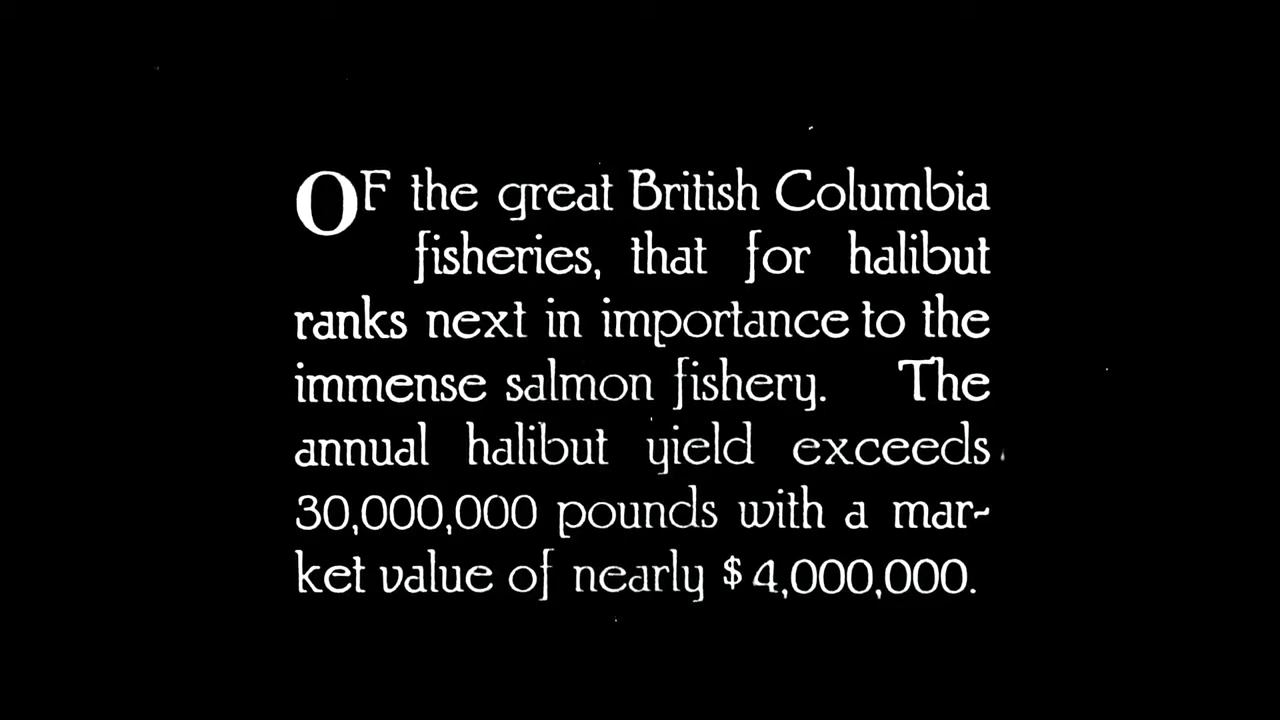 OF the great British Columbia
fisheries, that for halibut
ranks next in importance to the
immense salmon fishery. The
annual halibut yield exceeds
30,000,000 pounds with a mar-
ket value of nearly $4,000,000.